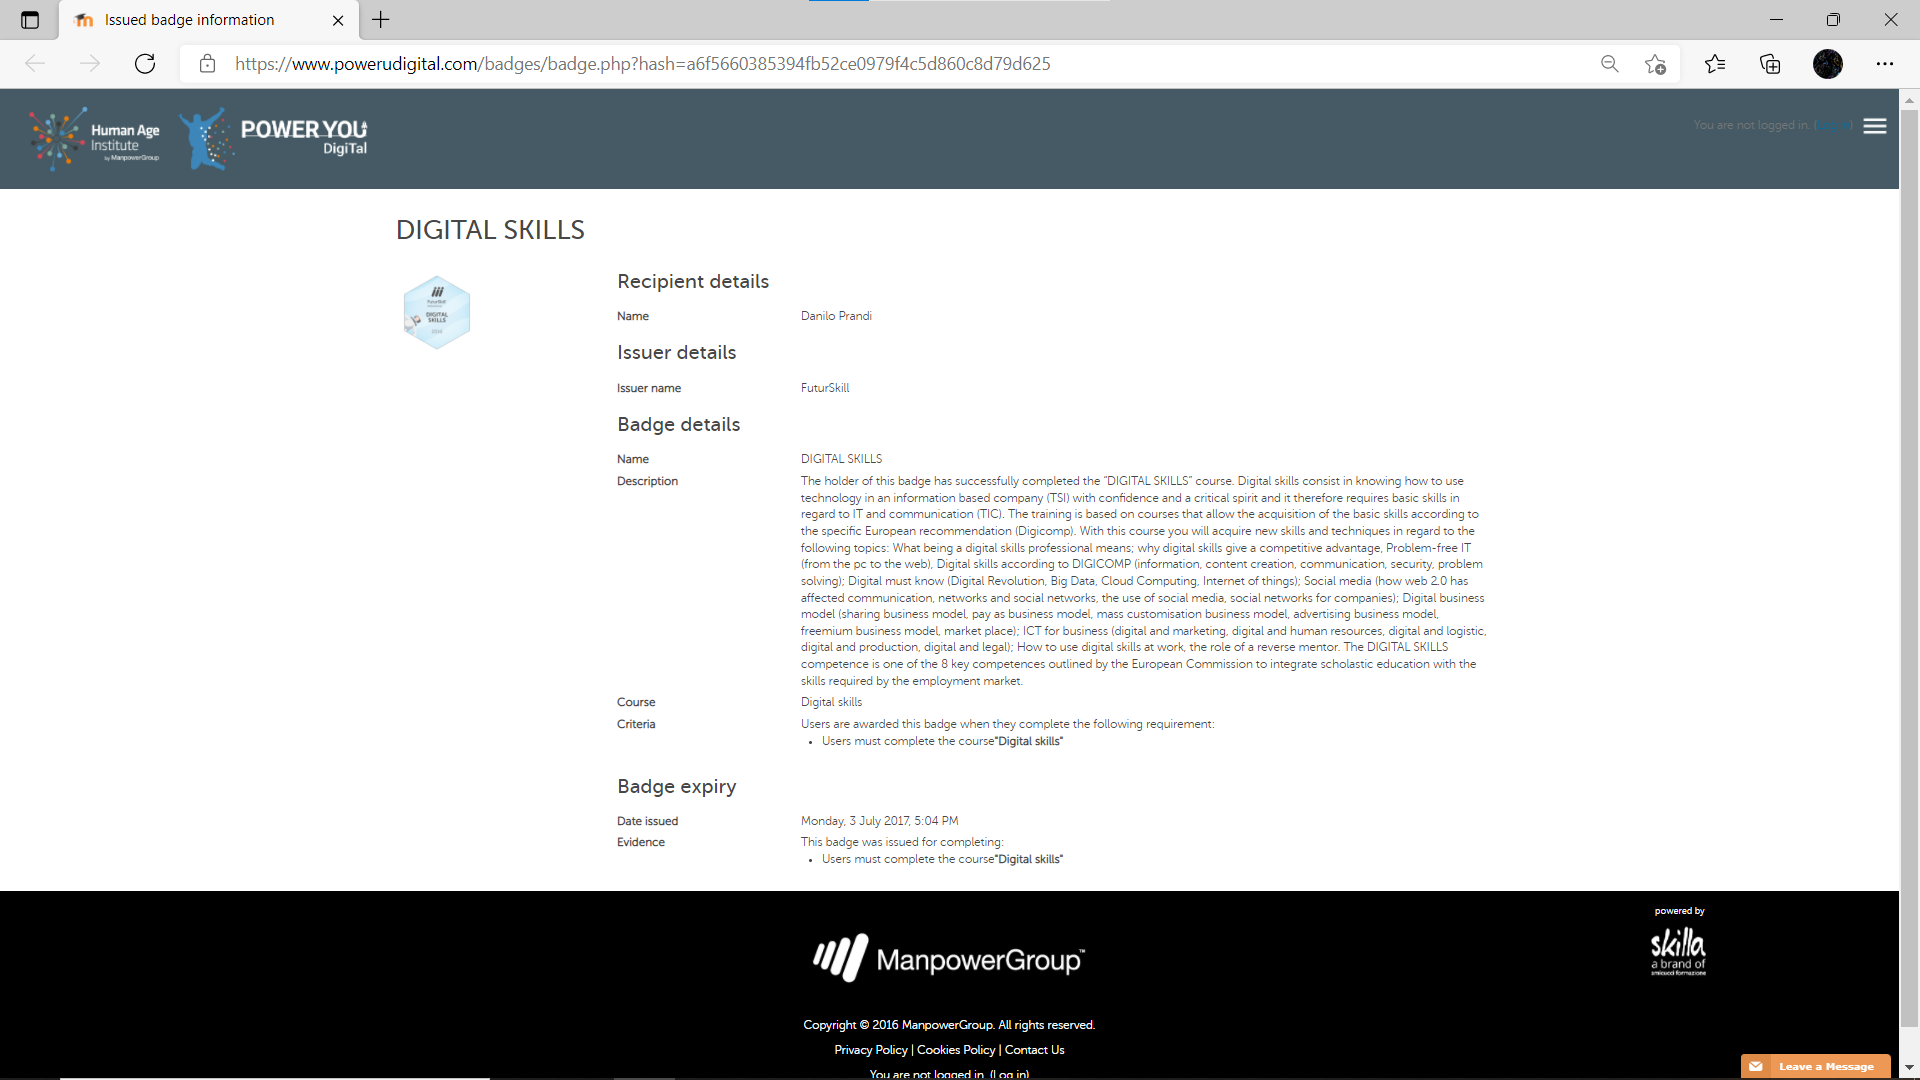 Issued badge information
https://www.powerudigital.com/badges/badge.php?hash=a6f5660385394fb52ce0979f4c5d860c8d79d625
Human Age
Institute
by ManpowerGroup
POWER YOU
DigiTal
You are not logged in. (Log in)
DIGITAL SKILLS
FuturSkill
DIGITAL
SKILLS
Recipient details
Name Danilo Prandi
Issuer details
Issuer name FuturSkill
Badge details
Name DIGITAL SKILLS
Description The holder of this badge has successfully completed the "DIGITAL SKILLS" course. Digital skills consist in knowing how to use
technology in an information based company (TSI) with confidence and a critical spirit and it therefore requires basic skills in
regard to IT and communication (TIC). The training is based on courses that allow the acquisition of the basic skills according to
the specific European recommendation (Digicomp). With this course you will acquire new skills and techniques in regard to the
following topics: What being a digital skills professional means; why digital skills give a competitive advantage, Problem-free IT
(from the pc to the web), Digital skills according to DIGICOMP (information, content creation, communication, security, problem
solving); Digital must know (Digital Revolution, Big Data, Cloud Computing, Internet of things); Social media (how web 2.0 has
affected communication, networks and social networks, the use of social media, social networks for companies); Digital business
model (sharing business model, pay as business model, mass customisation business model, advertising business model,
freemium business model, market place); ICT for business (digital and marketing, digital and human resources, digital and logistic,
digital and production, digital and legal); How to use digital skills at work, the role of a reverse mentor. The DIGITAL SKILLS
competence is one of the 8 key competences outlined by the European Commission to integrate scholastic education with the
skills required by the employment market.
Course Digital skills
Criteria Users are awarded this badge when they complete the following requirement:
• Users must complete the course"Digital skills"
Badge expiry
Date issued Monday, 3 July 2017, 5:04 PM
Evidence This badge was issued for completing:
• Users must complete the course"Digital skills"
powered by
skilla
a brand of
amicucci formazione
ManpowerGroup™
Copyright © 2016 ManpowerGroup. All rights reserved.
Privacy Policy | Cookies Policy | Contact Us
You are not logged in. (Log in)
Leave a Message